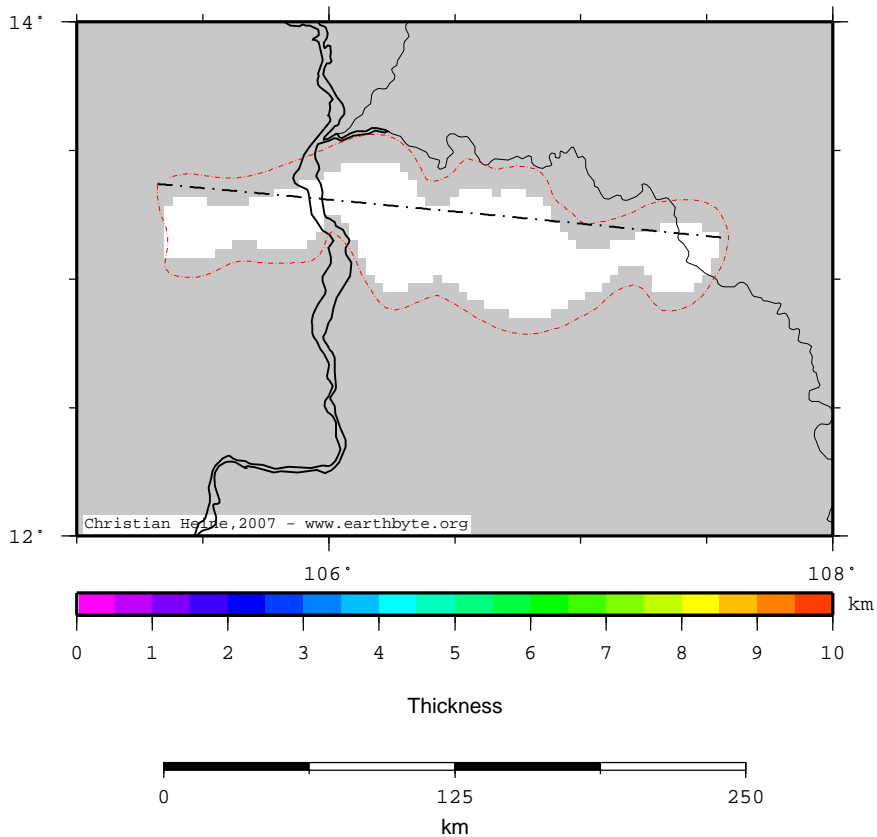 14°
12°
Christian Heine,2007 - www.earthbyte.org
106° 108°
km
0 1 2 3 4 5 6 7 8 9 10
Thickness
0 125 250
km